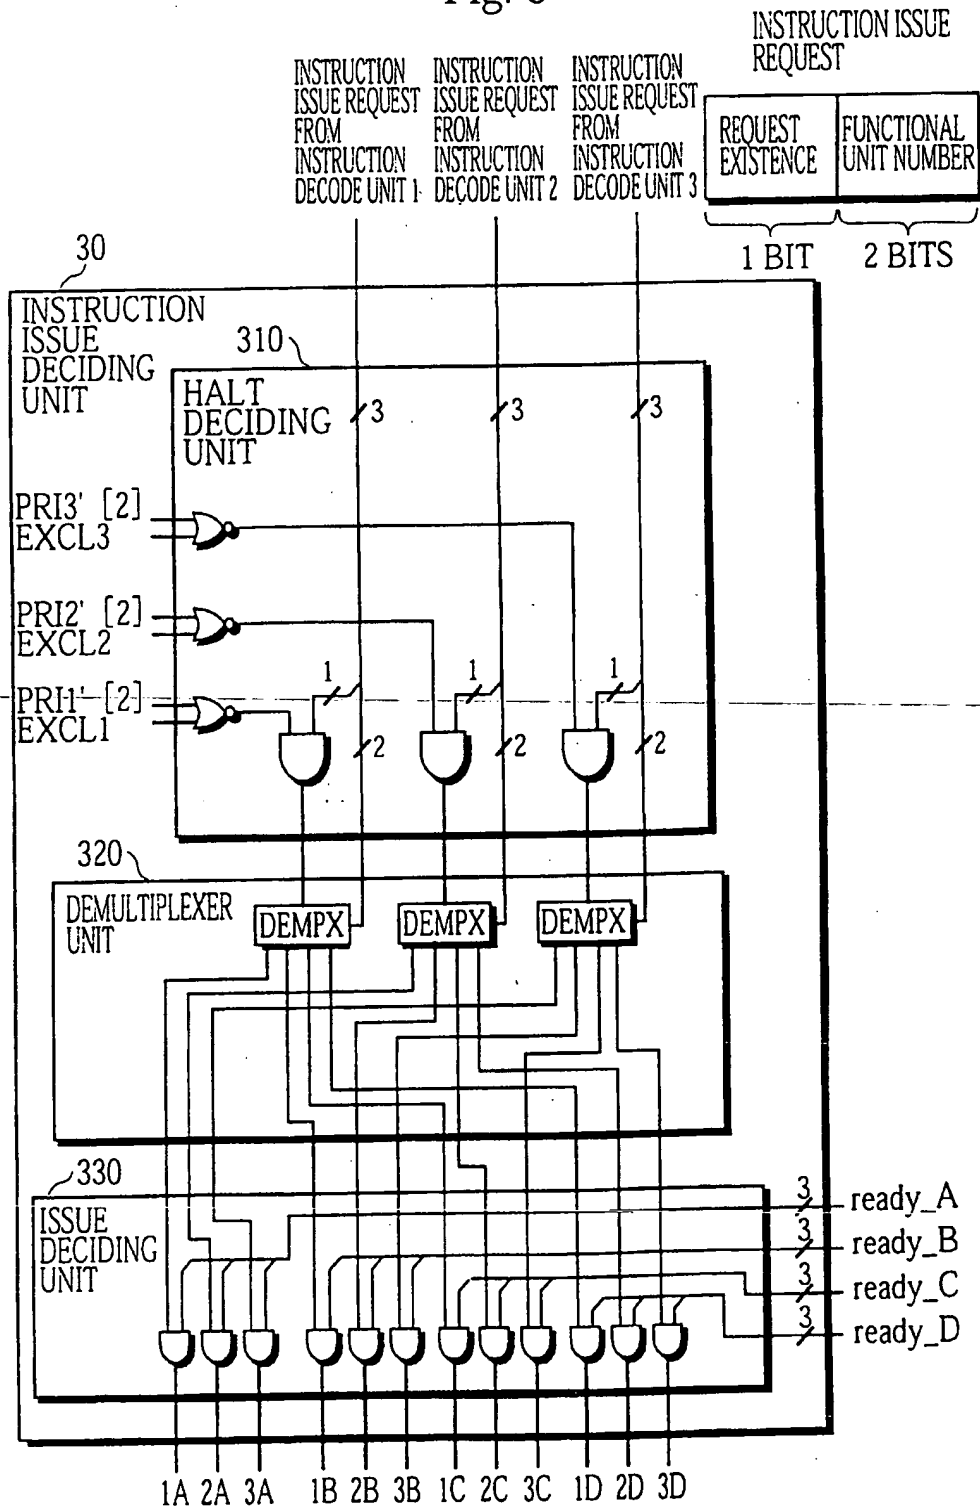 INSTRUCTION ISSUE
REQUEST
INSTRUCTION
ISSUE REQUEST
FROM
INSTRUCTION
DECODE UNIT 1
INSTRUCTION
ISSUE REQUEST
FROM
INSTRUCTION
DECODE UNIT 2
INSTRUCTION
ISSUE REQUEST
FROM
INSTRUCTION
DECODE UNIT 3
REQUEST
EXISTENCE
FUNCTIONAL
UNIT NUMBER
1 BIT
2 BITS
30
INSTRUCTION
ISSUE
DECIDING
UNIT
310
HALT
DECIDING
UNIT
3
3
3
PRI3' [2]
EXCL3
PRI2' [2]
EXCL2
PRI1' [2]
EXCL1
1
1
1
2
2
2
320
DEMULTIPLEXER
UNIT
DEMPX
DEMPX
DEMPX
330
ISSUE
DECIDING
UNIT
3
ready_A
3
ready_B
3
ready_C
3
ready_D
1A 2A 3A 1B 2B 3B 1C 2C 3C 1D 2D 3D